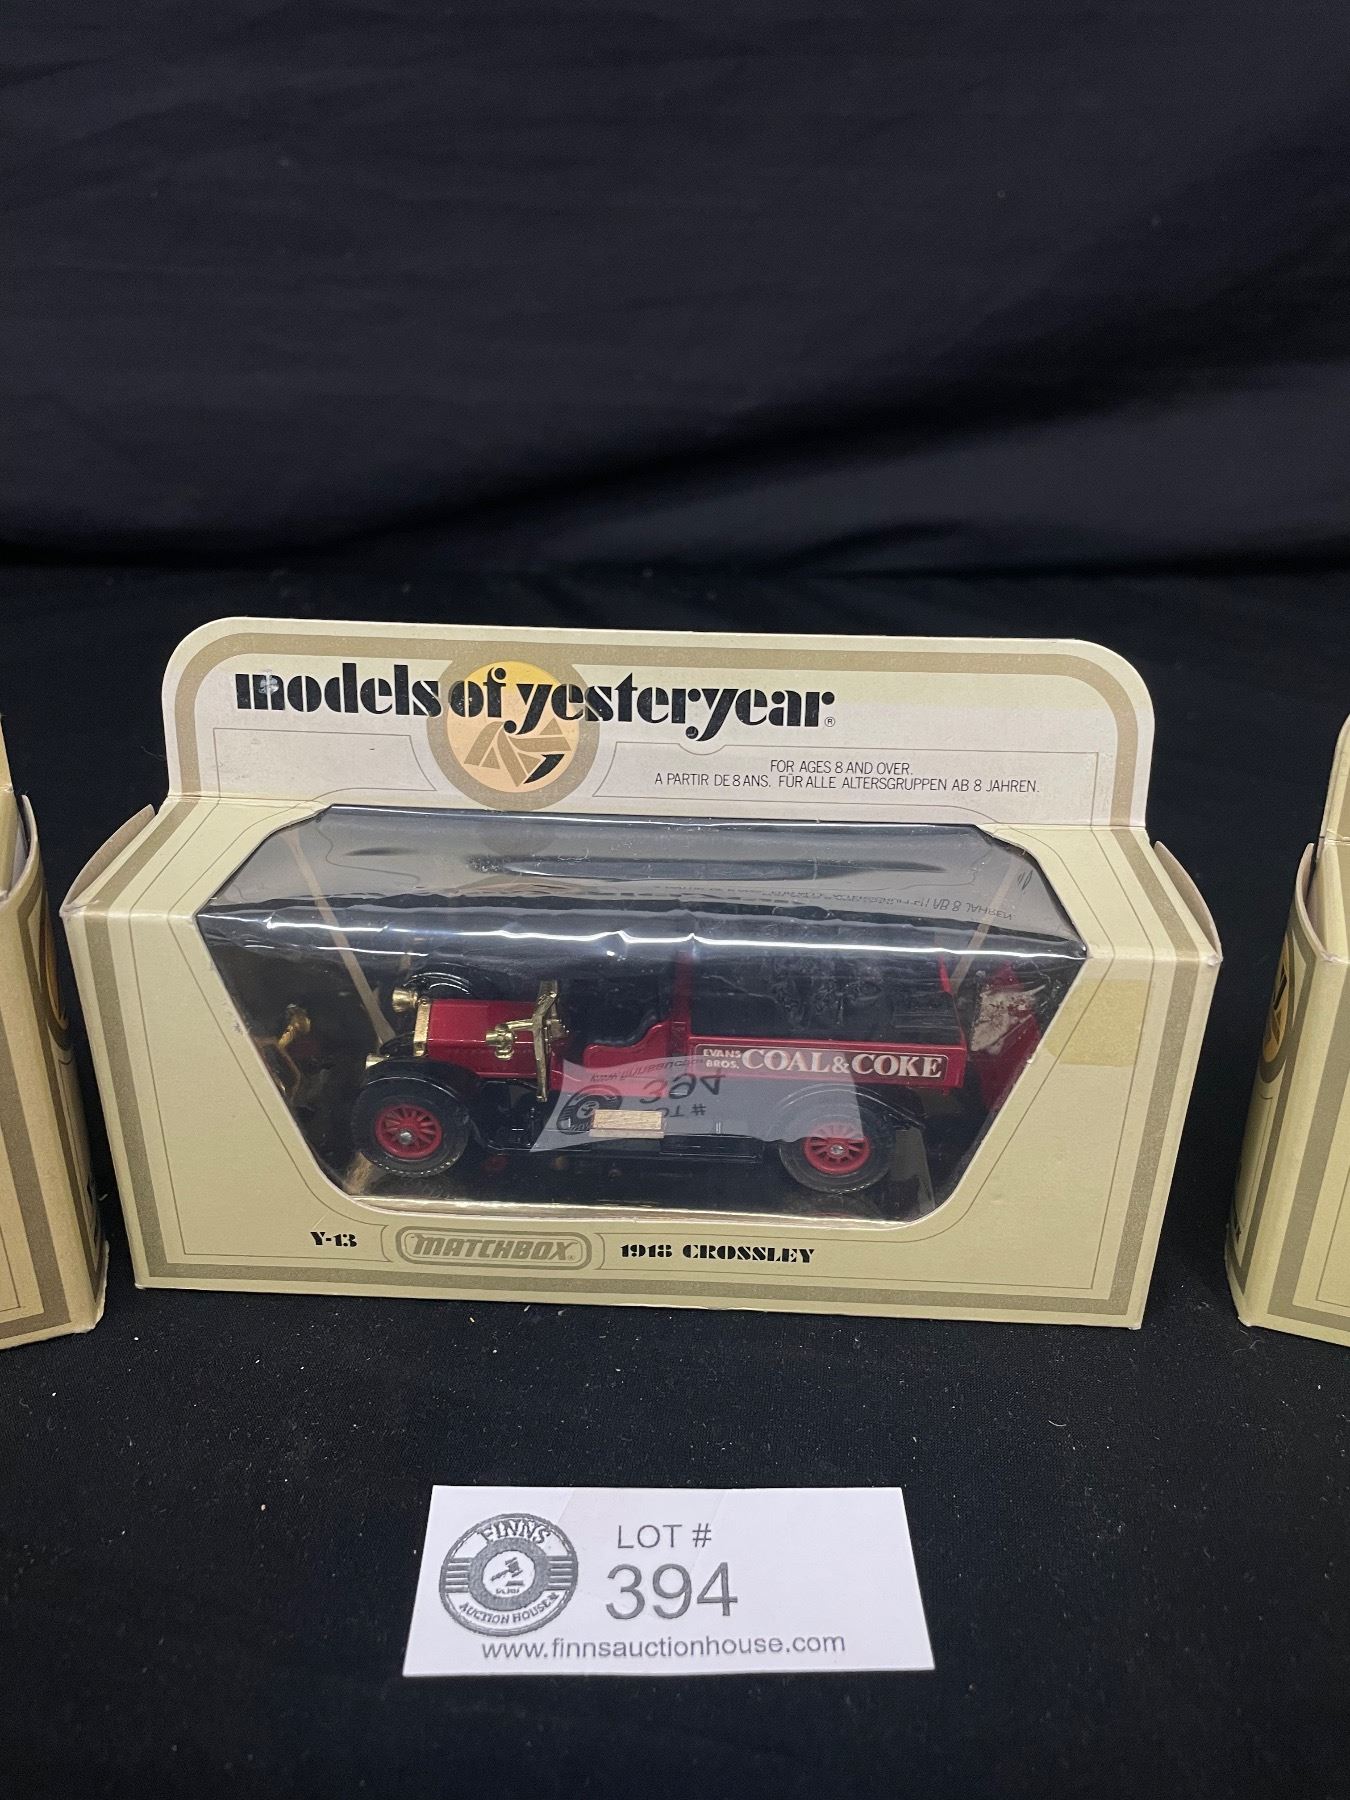 models of yesteryear®
FOR AGES 8 AND OVER.
A PARTIR DE 8 ANS. FÜR ALLE ALTERSGRUPPEN AB 8 JAHREN.
EVANS BROS. COAL & COKE
Y-13 MATCHBOX 1918 CROSSLEY
FINNS
AUCTION HOUSE
LOT #
394
www.finnsauctionhouse.com